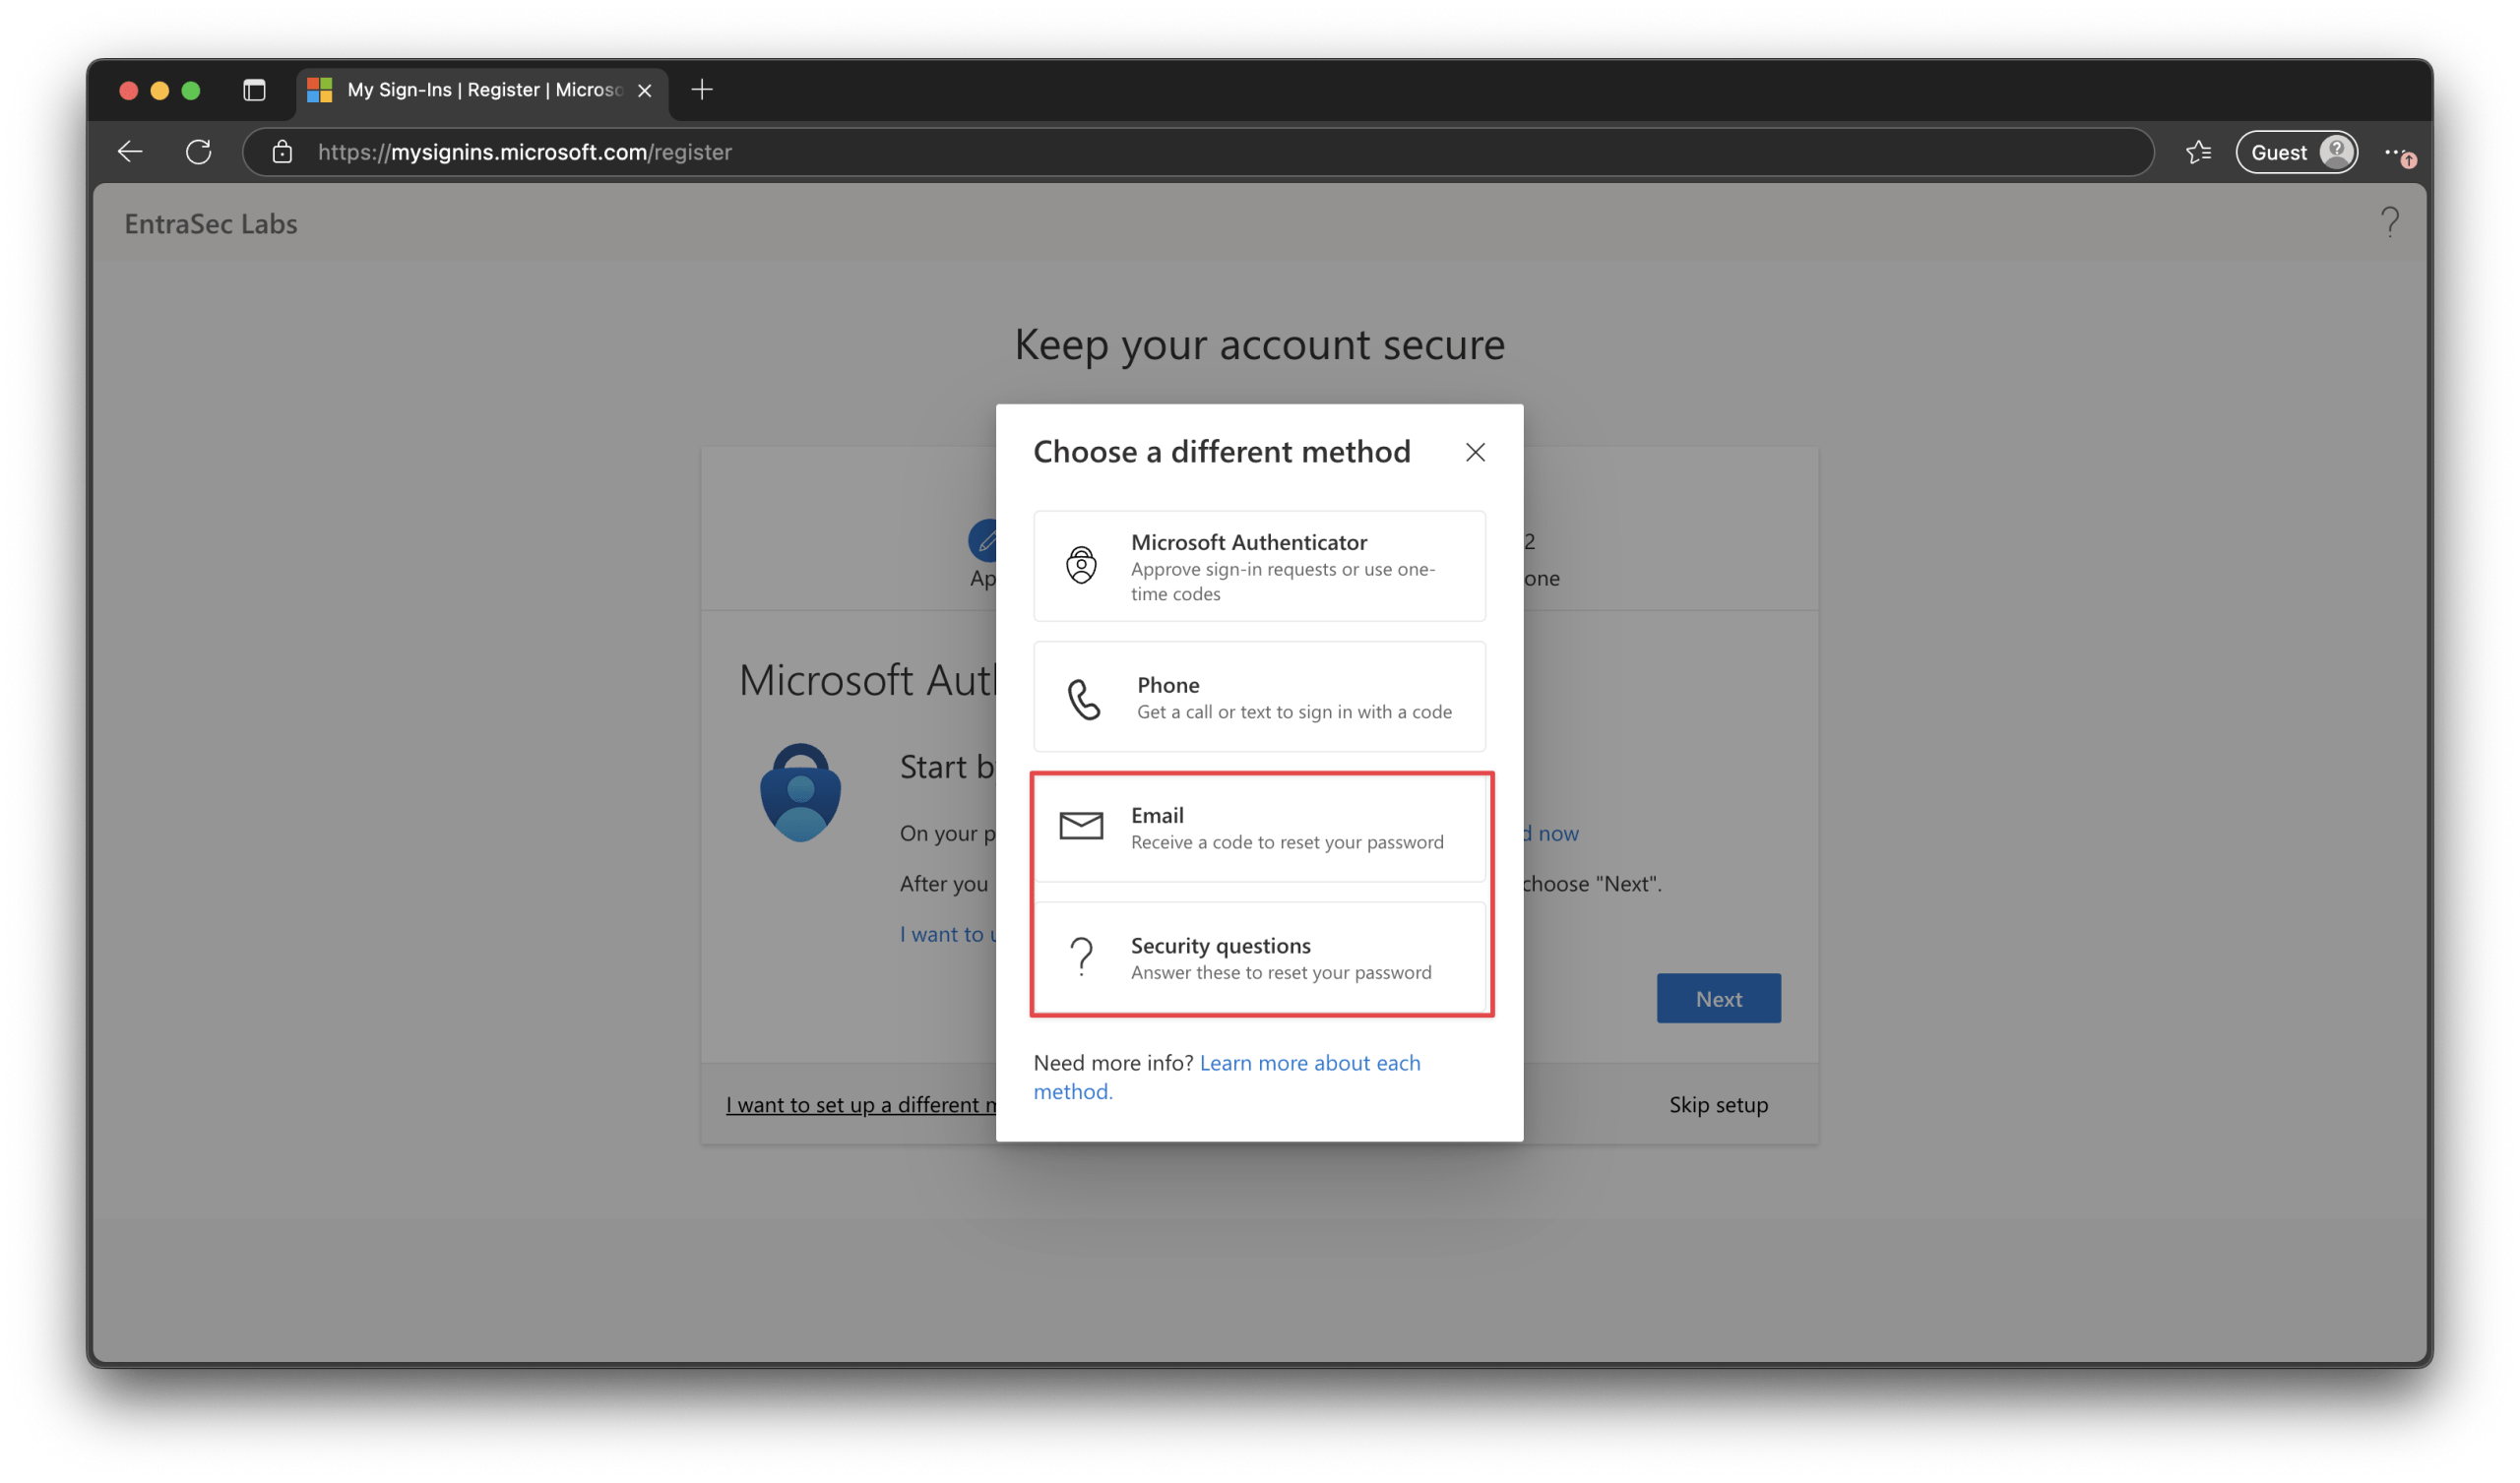 My Sign-Ins | Register | Microso
https://mysignins.microsoft.com/register
Guest
EntraSec Labs
Keep your account secure
Choose a different method
Microsoft Authenticator
Approve sign-in requests or use one-
time codes
2
Ap
one
Phone
Get a call or text to sign in with a code
Microsoft Auth
Start by
Email
Receive a code to reset your password
On your p
d now
After you
choose "Next".
I want to u
Security questions
Answer these to reset your password
Next
Need more info? Learn more about each
method.
I want to set up a different m
Skip setup